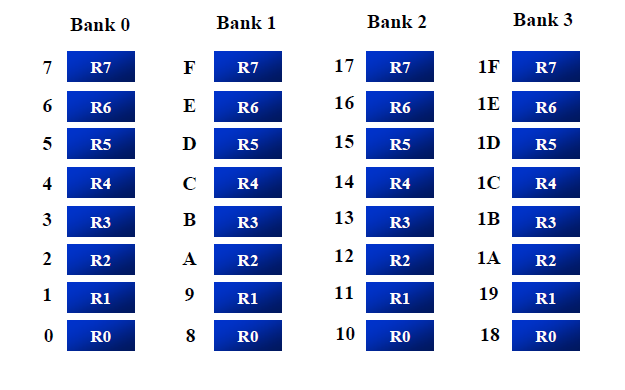 Bank 0 Bank 1 Bank 2 Bank 3
7 R7 F R7 17 R7 1F R7
6 R6 E R6 16 R6 1E R6
5 R5 D R5 15 R5 1D R5
4 R4 C R4 14 R4 1C R4
3 R3 B R3 13 R3 1B R3
2 R2 A R2 12 R2 1A R2
1 R1 9 R1 11 R1 19 R1
0 R0 8 R0 10 R0 18 R0